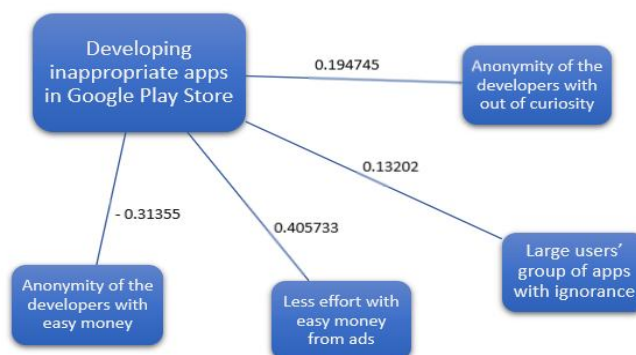 Developing
inappropriate apps
in Google Play Store
0.194745
Anonymity of the
developers with
out of curiosity
0.13202
- 0.31355
0.405733
Large users'
group of apps
with ignorance
Anonymity of the
developers with
easy money
Less effort with
easy money
from ads